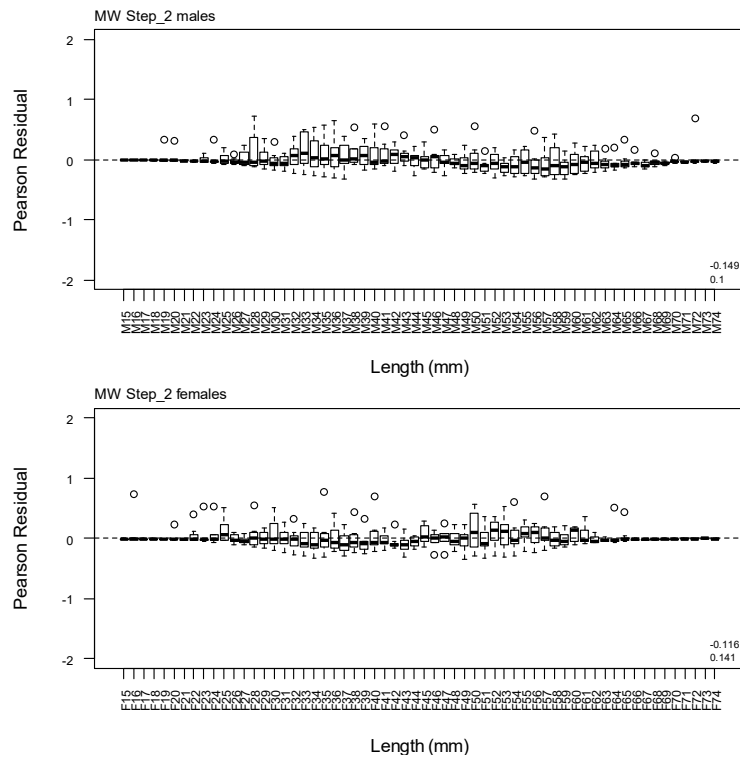 MW Step_2 males
2
1
0
-1
-2
Pearson Residual
-0.149
0.1
M15 M16 M17 M18 M19 M20 M21 M22 M23 M24 M25 M26 M27 M28 M29 M30 M31 M32 M33 M34 M35 M36 M37 M38 M39 M40 M41 M42 M43 M44 M45 M46 M47 M48 M49 M50 M51 M52 M53 M54 M55 M56 M57 M58 M59 M60 M61 M62 M63 M64 M65 M66 M67 M68 M69 M70 M71 M72 M73 M74
Length (mm)
MW Step_2 females
2
1
0
-1
-2
Pearson Residual
-0.116
0.141
F15 F16 F17 F18 F19 F20 F21 F22 F23 F24 F25 F26 F27 F28 F29 F30 F31 F32 F33 F34 F35 F36 F37 F38 F39 F40 F41 F42 F43 F44 F45 F46 F47 F48 F49 F50 F51 F52 F53 F54 F55 F56 F57 F58 F59 F60 F61 F62 F63 F64 F65 F66 F67 F68 F69 F70 F71 F72 F73 F74
Length (mm)